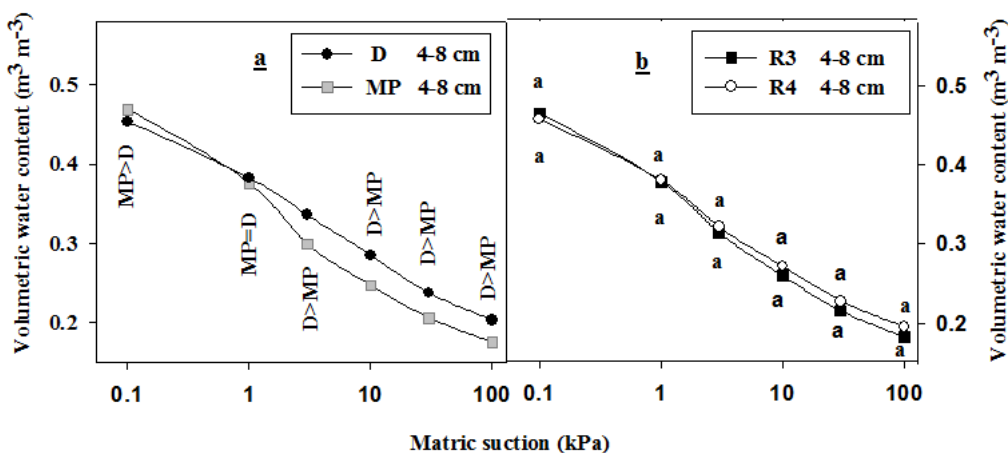 Volumetric water content (m³ m⁻³)
0.5
0.4
0.3
0.2
a
D 4-8 cm
MP 4-8 cm
MP>D
MP=D
D>MP
D>MP
D>MP
D>MP
0.1
1
10
100
b
R3 4-8 cm
R4 4-8 cm
a
a
a
a
a
a
a
a
a
a
a
a
0.1
1
10
100
0.5
0.4
0.3
0.2
Volumetric water content (m³ m⁻³)
Matric suction (kPa)